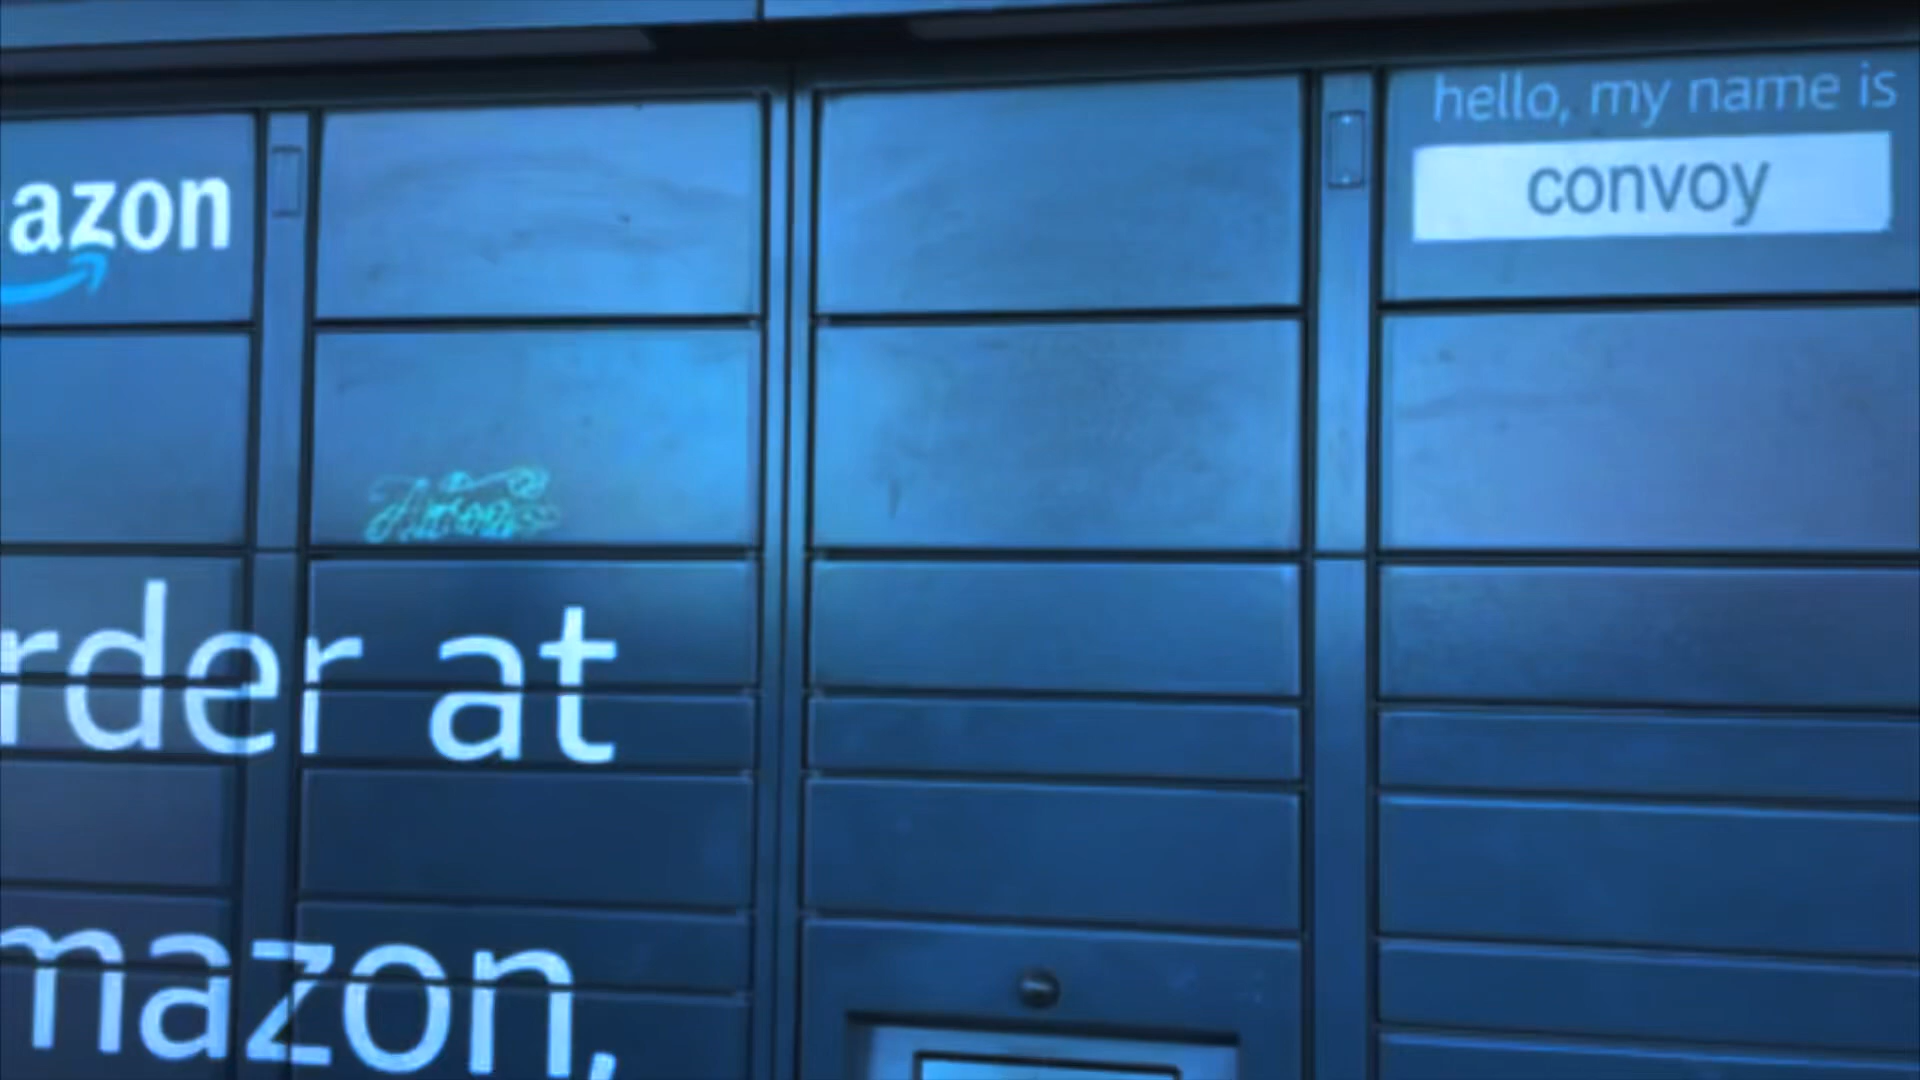 hello, my name is
convoy
azon
rder at
mazon,